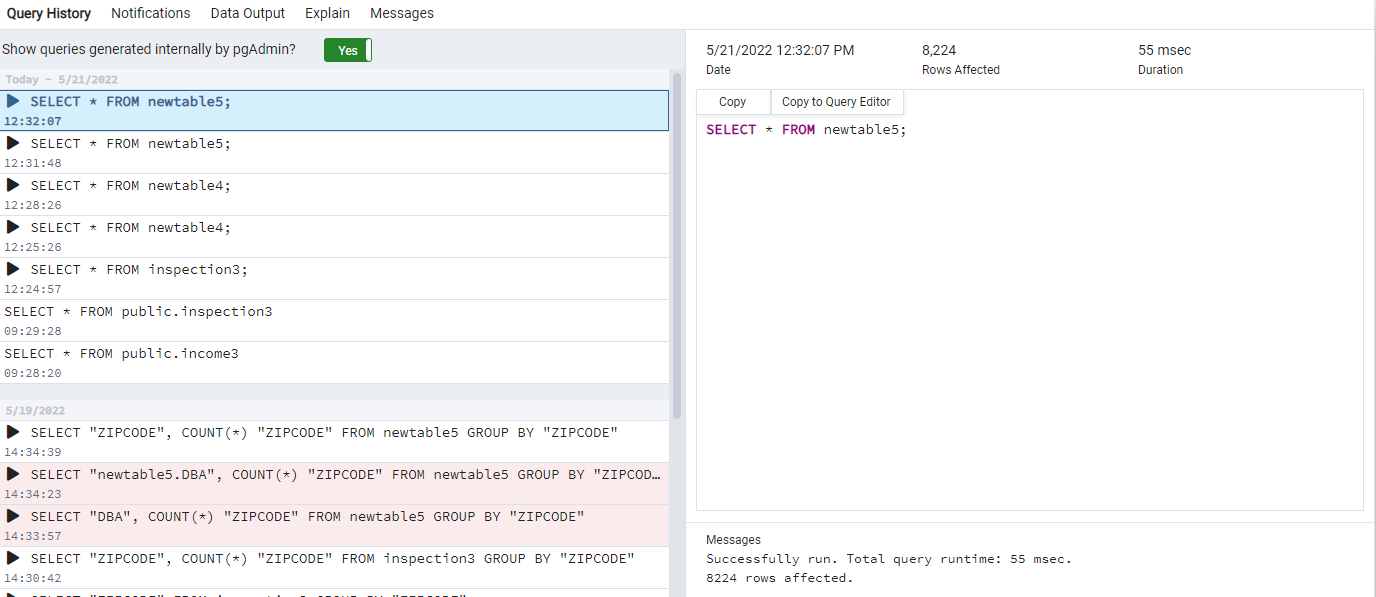 Query History Notifications Data Output Explain Messages
Show queries generated internally by pgAdmin? Yes
Today - 5/21/2022
SELECT * FROM newtable5;
12:32:07
SELECT * FROM newtable5;
12:31:48
SELECT * FROM newtable4;
12:28:26
SELECT * FROM newtable4;
12:25:26
SELECT * FROM inspection3;
12:24:57
SELECT * FROM public.inspection3
09:29:28
SELECT * FROM public.income3
09:28:20
5/19/2022
SELECT "ZIPCODE", COUNT(*) "ZIPCODE" FROM newtable5 GROUP BY "ZIPCODE"
14:34:39
SELECT "newtable5.DBA", COUNT(*) "ZIPCODE" FROM newtable5 GROUP BY "ZIPCOD…
14:34:23
SELECT "DBA", COUNT(*) "ZIPCODE" FROM newtable5 GROUP BY "ZIPCODE"
14:33:57
SELECT "ZIPCODE", COUNT(*) "ZIPCODE" FROM inspection3 GROUP BY "ZIPCODE"
14:30:42
5/21/2022 12:32:07 PM 8,224 55 msec
Date Rows Affected Duration
Copy Copy to Query Editor
SELECT * FROM newtable5;
Messages
Successfully run. Total query runtime: 55 msec.
8224 rows affected.